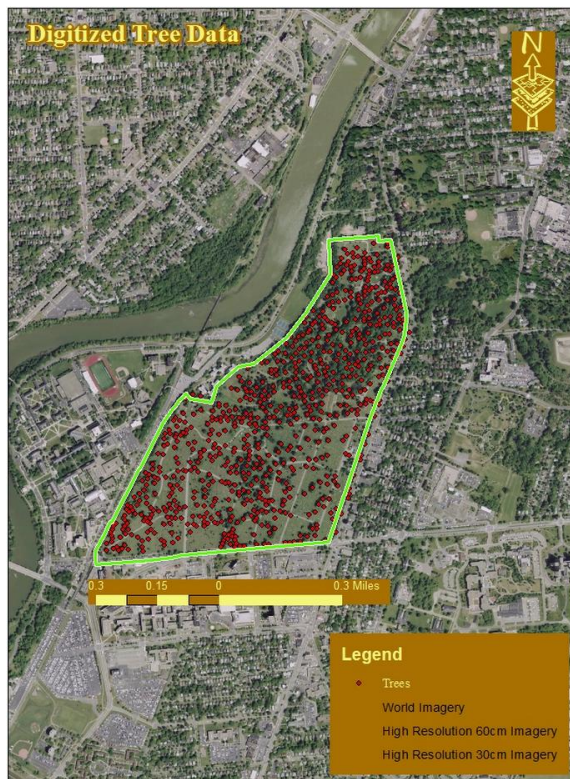 Digitized Tree Data
N
0.3 0.15 0 0.3 Miles
Legend
Trees
World Imagery
High Resolution 60cm Imagery
High Resolution 30cm Imagery